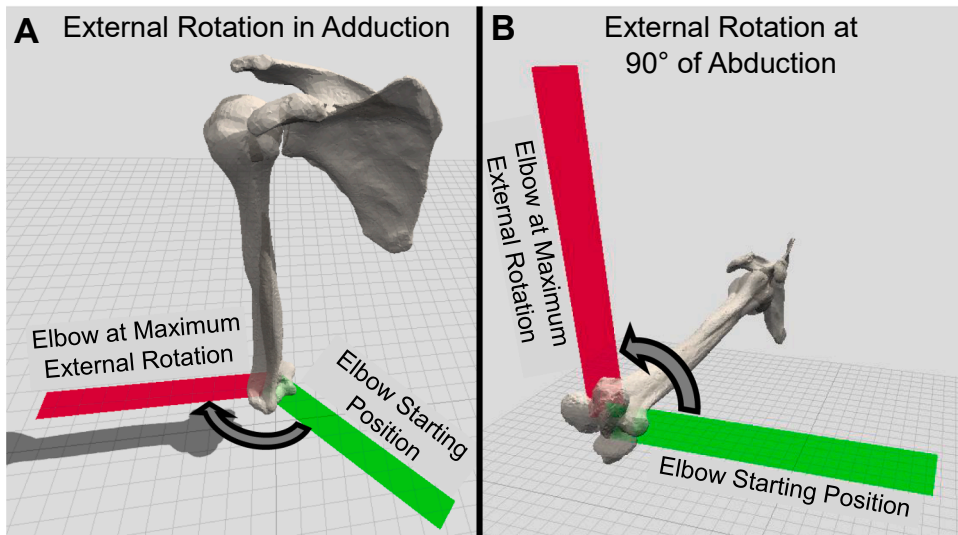 A External Rotation in Adduction
Elbow at Maximum
External Rotation
Elbow Starting
Position
B External Rotation at
90° of Abduction
Elbow at Maximum
External Rotation
Elbow Starting Position